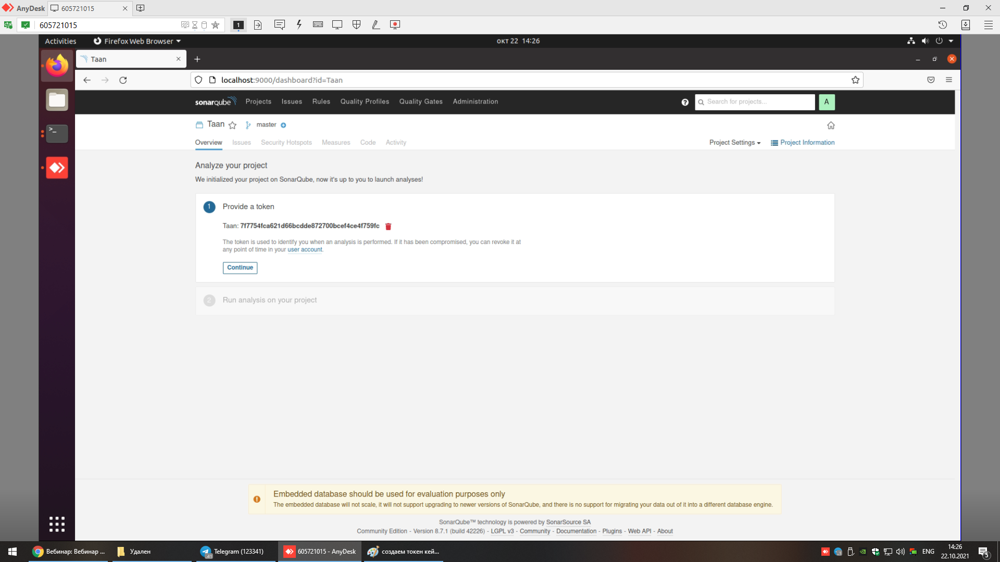 AnyDesk
605721015
605721015
1
Activities
Firefox Web Browser
окт 22 14:26
Taan
localhost:9000/dashboard?id=Taan
sonarqube
Projects
Issues
Rules
Quality Profiles
Quality Gates
Administration
Search for projects...
A
Taan
master
Overview
Issues
Security Hotspots
Measures
Code
Activity
Project Settings
Project Information
Analyze your project
We initialized your project on SonarQube, now it's up to you to launch analyses!
1
Provide a token
Taan: 7f7754fca621d66bcdde872700bcef4ce4f759fc
The token is used to identify you when an analysis is performed. If it has been compromised, you can revoke it at
any point of time in your user account.
Continue
2
Run analysis on your project
Embedded database should be used for evaluation purposes only
The embedded database will not scale, it will not support upgrading to newer versions of SonarQube, and there is no support for migrating your data out of it into a different database engine.
SonarQube™ technology is powered by SonarSource SA
Community Edition - Version 8.7.1 (build 42226) - LGPL v3 - Community - Documentation - Plugins - Web API - About
Вебинар: Вебинар ...
Удален
.41
Telegram (123341)
605721015 - AnyDesk
создаем токен кей...
ENG
14:26
22.10.2021
5